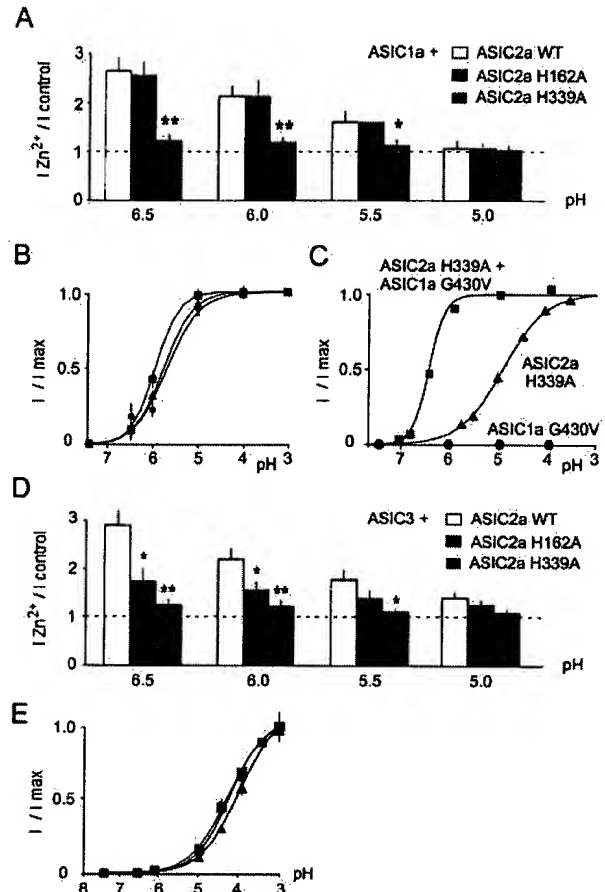 A
ASIC1a +
ASIC2a WT
ASIC2a H162A
ASIC2a H339A
I Zn2+ / I control
3
2
1
0
**
**
*
6.5
6.0
5.5
5.0
pH
B
I / I max
1.0
0.5
0
7
6
5
4
3
pH
C
ASIC2a H339A +
ASIC1a G430V
ASIC2a
H339A
ASIC1a G430V
I / I max
1.0
0.5
0
7
6
5
4
3
pH
D
ASIC3 +
ASIC2a WT
ASIC2a H162A
ASIC2a H339A
I Zn2+ / I control
3
2
1
0
*
**
*
**
*
6.5
6.0
5.5
5.0
pH
E
I / I max
1.0
0.5
0
8
7
6
5
4
3
pH